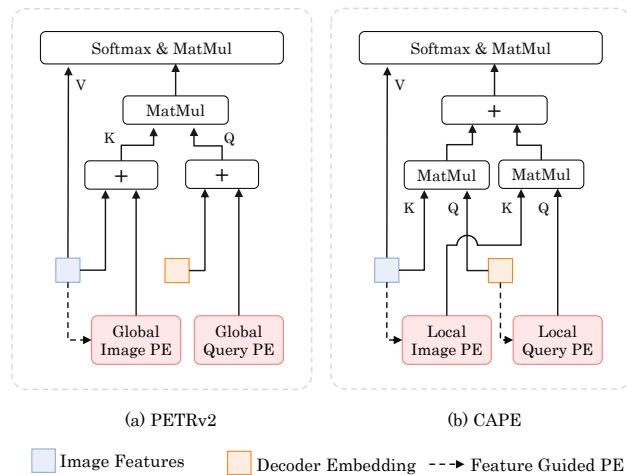 Softmax & MatMul
V
MatMul
K
Q
+
+
Global
Image PE
Global
Query PE
(a) PETRv2
Softmax & MatMul
V
+
MatMul
MatMul
K
Q
K
Q
Local
Image PE
Local
Query PE
(b) CAPE
Image Features
Decoder Embedding
Feature Guided PE